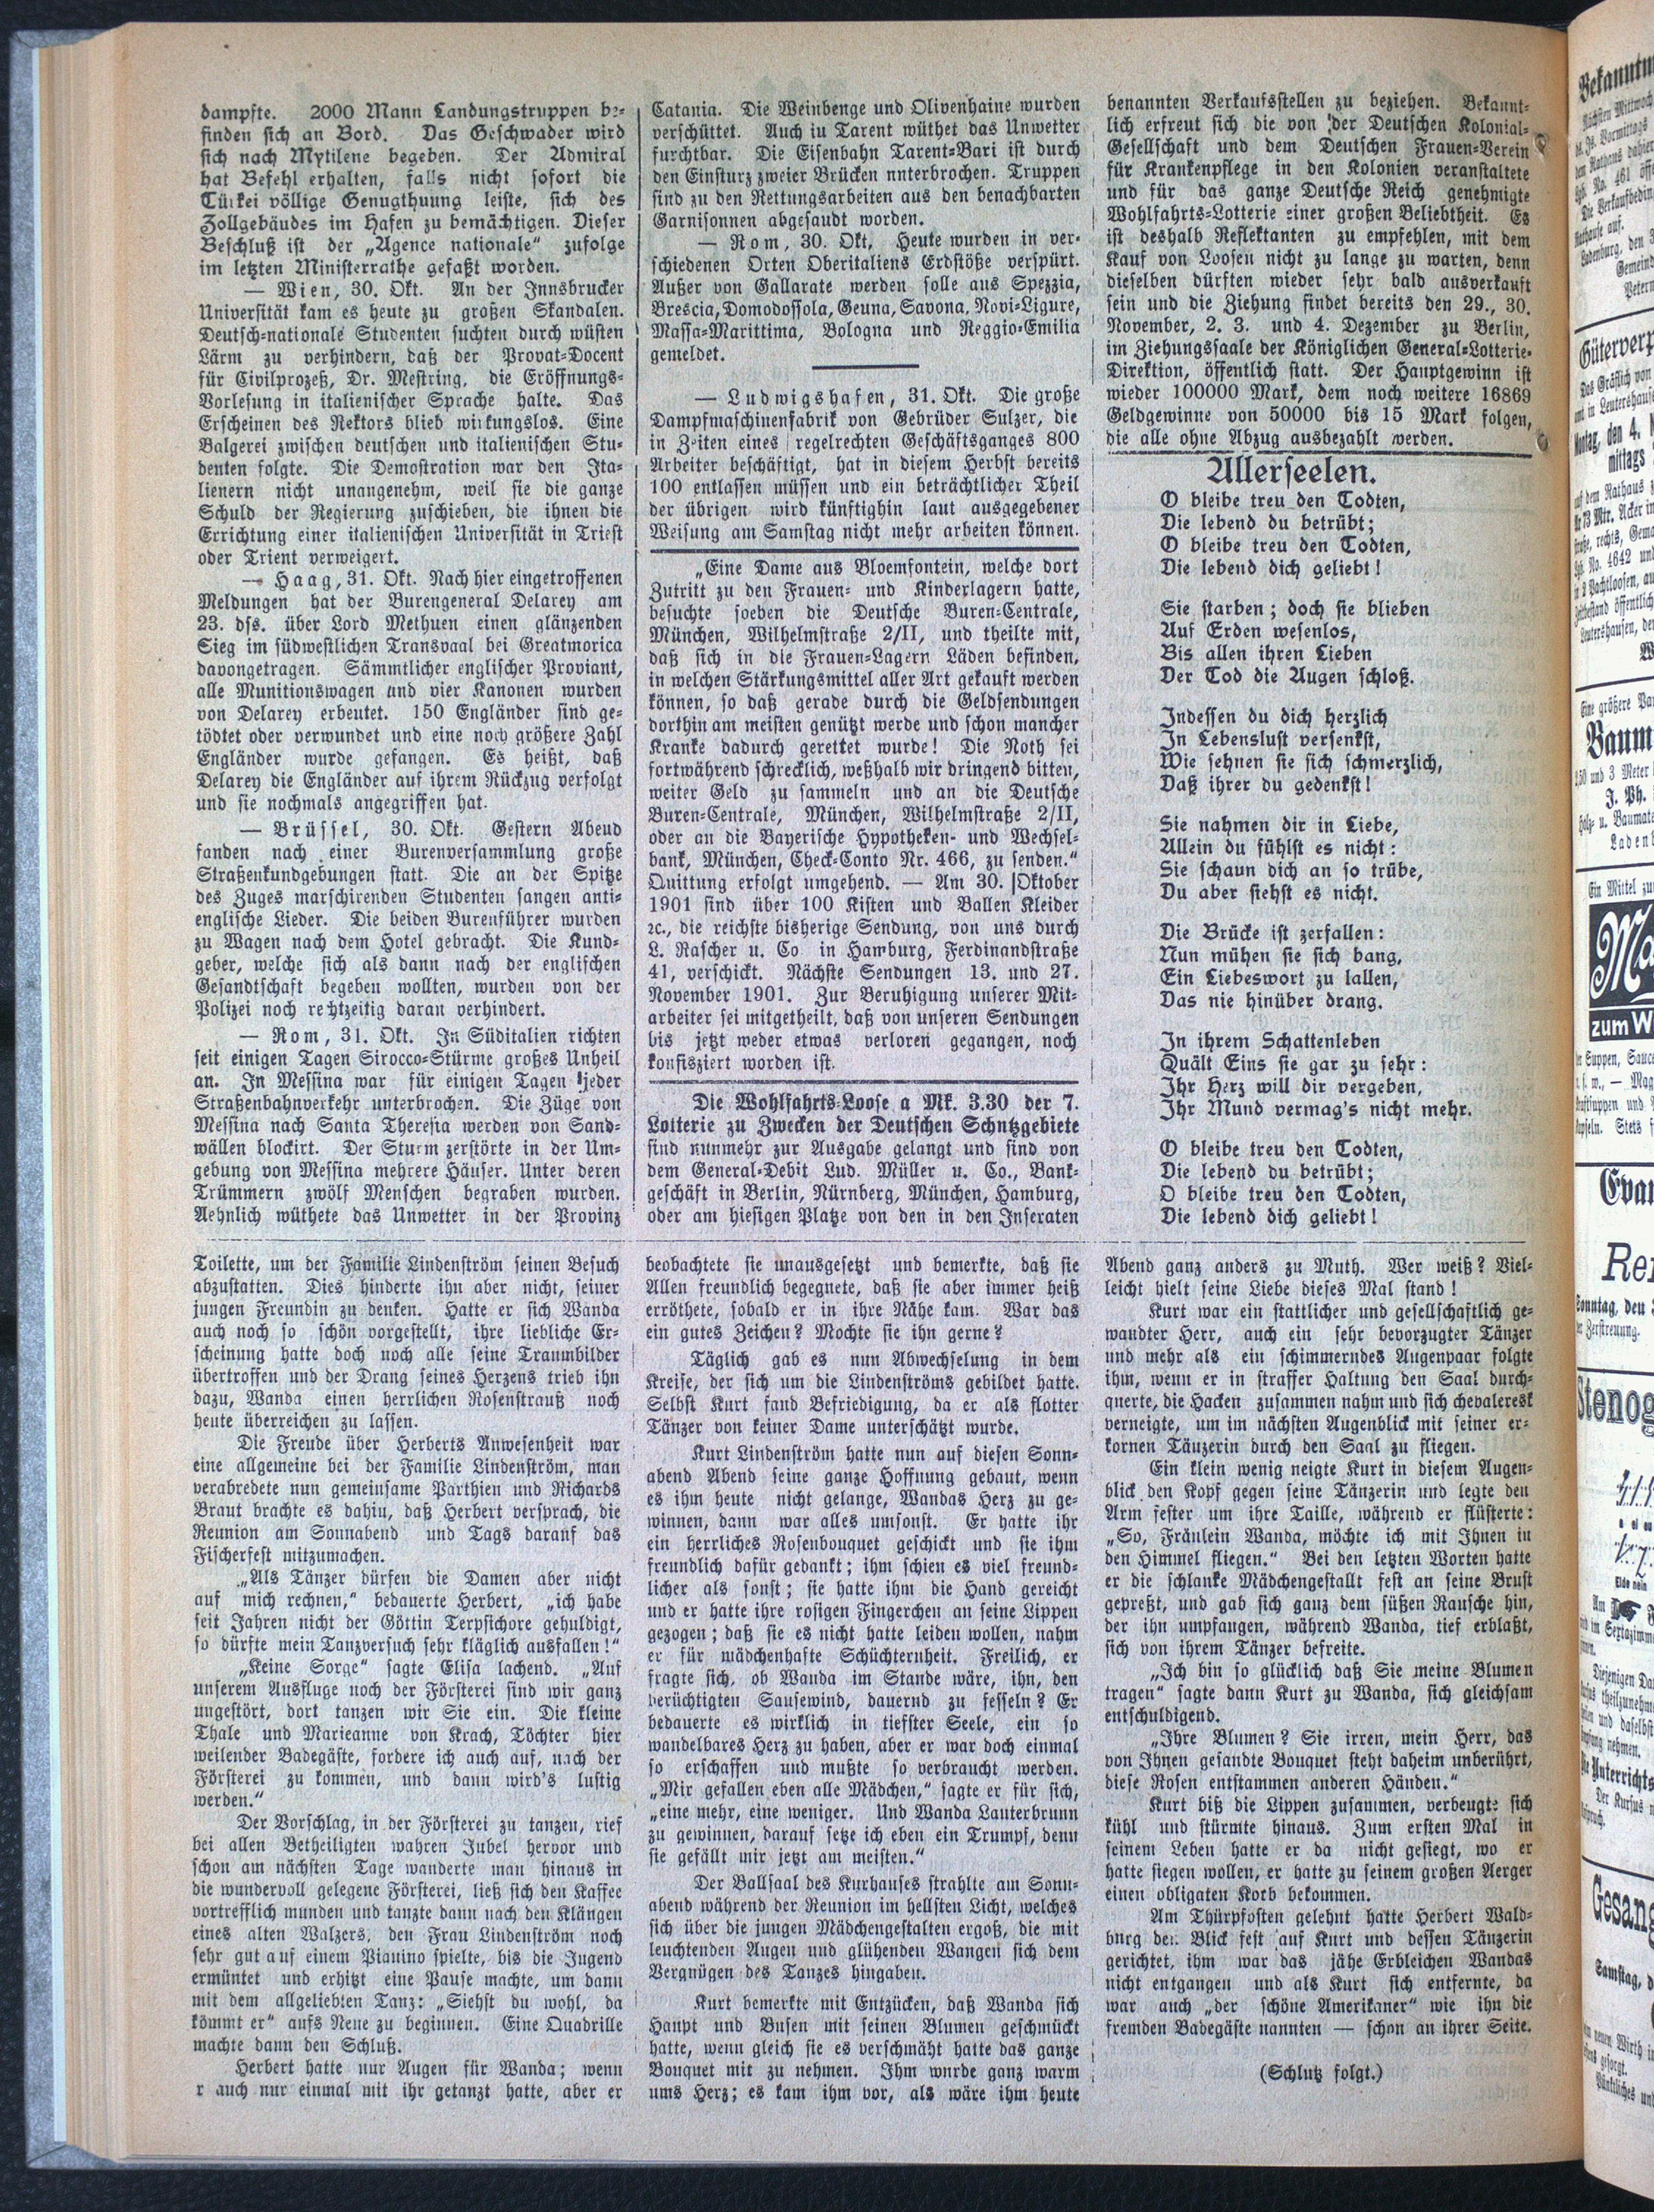 dampfte. 2000 Mann Landungstruppen be-
finden sich an Bord. Das Geschwader wird
sich nach Mytilene begeben. Der Admiral
hat Befehl erhalten, falls nicht sofort die
Türkei völlige Genugthuung leiste, sich des
Zollgebäudes im Hafen zu bemächtigen. Dieser
Beschluß ist der „Agence nationale“ zufolge
im letzten Ministerrathe gefaßt worden.
— Wien, 30. Okt. An der Innsbrucker
Universität kam es heute zu großen Skandalen.
Deutsch-nationale Studenten suchten durch wüsten
Lärm zu verhindern, daß der Provat-Docent
für Civilprozeß, Dr. Mestring, die Eröffnungs-
Vorlesung in italienischer Sprache halte. Das
Erscheinen des Rektors blieb wirkungslos. Eine
Balgerei zwischen deutschen und italienischen Stu-
denten folgte. Die Demostration war den Ita-
lienern nicht unangenehm, weil sie die ganze
Schuld der Regierung zuschieben, die ihnen die
Errichtung einer italienischen Universität in Triest
oder Trient verweigert.
— Haag, 31. Okt. Nach hier eingetroffenen
Meldungen hat der Burengeneral Delarey am
23. dss. über Lord Methuen einen glänzenden
Sieg im südwestlichen Transvaal bei Greatmorica
davongetragen. Sämmtlicher englischer Proviant,
alle Munitionswagen und vier Kanonen wurden
von Delarey erbeutet. 150 Engländer sind ge-
tödtet oder verwundet und eine noch größere Zahl
Engländer wurde gefangen. Es heißt, daß
Delarey die Engländer auf ihrem Rückzug verfolgt
und sie nochmals angegriffen hat.
— Brüssel, 30. Okt. Gestern Abend
fanden nach einer Burenversammlung große
Straßenkundgebungen statt. Die an der Spitze
des Zuges marschirenden Studenten sangen anti-
englische Lieder. Die beiden Burenführer wurden
zu Wagen nach dem Hotel gebracht. Die Kund-
geber, welche sich als dann nach der englischen
Gesandtschaft begeben wollten, wurden von der
Polizei noch rechtzeitig daran verhindert.
— Rom, 31. Okt. In Süditalien richten
seit einigen Tagen Sirocco-Stürme großes Unheil
an. In Messina war für einigen Tagen jeder
Straßenbahnverkehr unterbrochen. Die Züge von
Messina nach Santa Theresia werden von Sand-
wällen blockirt. Der Sturm zerstörte in der Um-
gebung von Messina mehrere Häuser. Unter deren
Trümmern zwölf Menschen begraben wurden.
Aehnlich wüthete das Unwetter in der Provinz
Catania. Die Weinbenge und Olivenhaine wurden
verschüttet. Auch iu Tarent wüthet das Unwetter
furchtbar. Die Eisenbahn Tarent-Bari ist durch
den Einsturz zweier Brücken nnterbrochen. Truppen
sind zu den Rettungsarbeiten aus den benachbarten
Garnisonnen abgesandt worden.
— Rom, 30. Okt. Heute wurden in ver-
schiedenen Orten Oberitaliens Erdstöße verspürt.
Außer von Gallarate werden solle aus Spezzia,
Brescia, Domodossola, Geuna, Savona, Novi-Ligure,
Massa-Marittima, Bologna und Reggio-Emilia
gemeldet.
— Ludwigshafen, 31. Okt. Die große
Dampfmaschinenfabrik von Gebrüder Sulzer, die
in Zeiten eines regelrechten Geschäftsganges 800
Arbeiter beschäftigt, hat in diesem Herbst bereits
100 entlassen müssen und ein beträchtlicher Theil
der übrigen wird künftighin laut ausgegebener
Weisung am Samstag nicht mehr arbeiten können.
„Eine Dame aus Bloemfontein, welche dort
Zutritt zu den Frauen- und Kinderlagern hatte,
besuchte soeben die Deutsche Buren-Centrale,
München, Wilhelmstraße 2/II, und theilte mit,
daß sich in die Frauen-Lagern Läden befinden,
in welchen Stärkungsmittel aller Art gekauft werden
können, so daß gerade durch die Geldsendungen
dorthin am meisten genützt werde und schon mancher
Kranke dadurch gerettet wurde! Die Noth sei
fortwährend schrecklich, weßhalb wir dringend bitten,
weiter Geld zu sammeln und an die Deutsche
Buren-Centrale, München, Wilhelmstraße 2/II,
oder an die Bayerische Hypotheken- und Wechsel-
bank, München, Check-Conto Nr. 466, zu senden.“
Quittung erfolgt umgehend. — Am 30. Oktober
1901 sind über 100 Kisten und Ballen Kleider
ꝛc., die reichste bisherige Sendung, von uns durch
L. Rascher u. Co in Hamburg, Ferdinandstraße
41, verschickt. Nächste Sendungen 13. und 27.
November 1901. Zur Beruhigung unserer Mit-
arbeiter sei mitgetheilt, daß von unseren Sendungen
bis jetzt weder etwas verloren gegangen, noch
konfisziert worden ist.
Die Wohlfahrts-Loose a Mk. 3.30 der 7.
Lotterie zu Zwecken der Deutschen Schntzgebiete
sind nunmehr zur Ausgabe gelangt und sind von
dem General-Debit Lud. Müller u. Co., Bank-
geschäft in Berlin, Nürnberg, München, Hamburg,
oder am hiesigen Platze von den in den Inseraten
benannten Verkaufsstellen zu beziehen. Bekannt-
lich erfreut sich die von der Deutschen Kolonial-
Gesellschaft und dem Deutschen Frauen-Verein
für Krankenpflege in den Kolonien veranstaltete
und für das ganze Deutsche Reich genehmigte
Wohlfahrts-Lotterie einer großen Beliebtheit. Es
ist deshalb Reflektanten zu empfehlen, mit dem
Kauf von Loosen nicht zu lange zu warten, denn
dieselben dürften wieder sehr bald ausverkauft
sein und die Ziehung findet bereits den 29., 30.
November, 2. 3. und 4. Dezember zu Berlin,
im Ziehungssaale der Königlichen General-Lotterie-
Direktion, öffentlich statt. Der Hauptgewinn ist
wieder 100000 Mark, dem noch weitere 16869
Geldgewinne von 50000 bis 15 Mark folgen,
die alle ohne Abzug ausbezahlt werden.
Allerseelen.
O bleibe treu den Todten,
Die lebend du betrübt;
O bleibe treu den Todten,
Die lebend dich geliebt!
Sie starben; doch sie blieben
Auf Erden wesenlos,
Bis allen ihren Lieben
Der Tod die Augen schloß.
Indessen du dich herzlich
In Lebenslust versenkst,
Wie sehnen sie sich schmerzlich,
Daß ihrer du gedenkst!
Sie nahmen dir in Liebe,
Allein du fühlst es nicht:
Sie schaun dich an so trübe,
Du aber siehst es nicht.
Die Brücke ist zerfallen:
Nun mühen sie sich bang,
Ein Liebeswort zu lallen,
Das nie hinüber drang.
In ihrem Schattenleben
Quält Eins sie gar zu sehr:
Ihr Herz will dir vergeben,
Ihr Mund vermag's nicht mehr.
O bleibe treu den Todten,
Die lebend du betrübt;
O bleibe treu den Todten,
Die lebend dich geliebt!
Toilette, um der Familie Lindenström seinen Besuch
abzustatten. Dies hinderte ihn aber nicht, seiner
jungen Freundin zu denken. Hatte er sich Wanda
auch noch so schön vorgestellt, ihre liebliche Er-
scheinung hatte doch noch alle seine Traumbilder
übertroffen und der Drang seines Herzens trieb ihn
dazu, Wanda einen herrlichen Rosenstrauß noch
heute überreichen zu lassen.
Die Freude über Herberts Anwesenheit war
eine allgemeine bei der Familie Lindenström, man
verabredete nun gemeinsame Parthien und Richards
Braut brachte es dahin, daß Herbert versprach, die
Reunion am Sonnabend und Tags darauf das
Fischerfest mitzumachen.
„Als Tänzer dürfen die Damen aber nicht
auf mich rechnen,“ bedauerte Herbert, „ich habe
seit Jahren nicht der Göttin Terpsichore gehuldigt,
so dürfte mein Tanzversuch sehr kläglich ausfallen!“
„Keine Sorge“ sagte Elisa lachend. „Auf
unserem Ausfluge noch der Försterei sind wir ganz
ungestört, dort tanzen wir Sie ein. Die kleine
Thale und Marieanne von Krach, Töchter hier
weilender Badegäste, fordere ich auch auf, nach der
Försterei zu kommen, und dann wird's lustig
werden.“
Der Vorschlag, in der Försterei zu tanzen, rief
bei allen Betheiligten wahren Jubel hervor und
schon am nächsten Tage wanderte man hinaus in
die wundervoll gelegene Försterei, ließ sich den Kaffee
vortrefflich munden und tanzte dann nach den Klängen
eines alten Walzers, den Frau Lindenström noch
sehr gut auf einem Pianino spielte, bis die Jugend
ermüntet und erhitzt eine Pause machte, um dann
mit dem allgeliebten Tanz: „Siehst du wohl, da
kömmt er“ aufs Neue zu beginnen. Eine Quadrille
machte dann den Schluß.
Herbert hatte nur Augen für Wanda; wenn
r auch nur einmal mit ihr getanzt hatte, aber er
beobachtete sie unausgesetzt und bemerkte, daß sie
Allen freundlich begegnete, daß sie aber immer heiß
erröthete, sobald er in ihre Nähe kam. War das
ein gutes Zeichen? Mochte sie ihn gerne?
Täglich gab es nun Abwechselung in dem
Kreise, der sich um die Lindenströms gebildet hatte.
Selbst Kurt fand Befriedigung, da er als flotter
Tänzer von keiner Dame unterschätzt wurde.
Kurt Lindenström hatte nun auf diesen Sonn-
abend Abend seine ganze Hoffnung gebaut, wenn
es ihm heute nicht gelange, Wandas Herz zu ge-
winnen, dann war alles umsonst. Er hatte ihr
ein herrliches Rosenbouquet geschickt und sie ihm
freundlich dafür gedankt; ihm schien es viel freund-
licher als sonst; sie hatte ihm die Hand gereicht
und er hatte ihre rosigen Fingerchen an seine Lippen
gezogen; daß sie es nicht hatte leiden wollen, nahm
er für mädchenhafte Schüchternheit. Freilich, er
fragte sich, ob Wanda im Stande wäre, ihn, den
berüchtigten Sausewind, dauernd zu fesseln? Er
bedauerte es wirklich in tiefster Seele, ein so
wandelbares Herz zu haben, aber er war doch einmal
so erschaffen und mußte so verbraucht werden.
„Mir gefallen eben alle Mädchen,“ sagte er für sich,
„eine mehr, eine weniger. Und Wanda Lauterbrunn
zu gewinnen, darauf setze ich eben ein Trumpf, denn
sie gefällt mir jetzt am meisten.“
Der Ballsaal des Kurhauses strahlte am Sonn-
abend während der Reunion im hellsten Licht, welches
sich über die jungen Mädchengestalten ergoß, die mit
leuchtenden Augen und glühenden Wangen sich dem
Vergnügen des Tanzes hingaben.
Kurt bemerkte mit Entzücken, daß Wanda sich
Haupt und Busen mit seinen Blumen geschmückt
hatte, wenn gleich sie es verschmäht hatte das ganze
Bouquet mit zu nehmen. Ihm wurde ganz warm
ums Herz; es kam ihm vor, als wäre ihm heute
Abend ganz anders zu Muth. Wer weiß? Viel-
leicht hielt seine Liebe dieses Mal stand!
Kurt war ein stattlicher und gesellschaftlich ge-
wandter Herr, auch ein sehr bevorzugter Tänzer
und mehr als ein schimmerndes Augenpaar folgte
ihm, wenn er in straffer Haltung den Saal durch-
querte, die Hacken zusammen nahm und sich chevaleresk
verneigte, um im nächsten Augenblick mit seiner er-
kornen Tänzerin durch den Saal zu fliegen.
Ein klein wenig neigte Kurt in diesem Augen-
blick den Kopf gegen seine Tänzerin und legte den
Arm fester um ihre Taille, während er flüsterte:
„So, Fräulein Wanda, möchte ich mit Ihnen in
den Himmel fliegen.“ Bei den letzten Worten hatte
er die schlanke Mädchengestallt fest an seine Brust
gepreßt, und gab sich ganz dem süßen Rausche hin,
der ihn umpfangen, während Wanda, tief erblaßt,
sich von ihrem Tänzer befreite.
„Ich bin so glücklich daß Sie meine Blumen
tragen“ sagte dann Kurt zu Wanda, sich gleichsam
entschuldigend.
„Ihre Blumen? Sie irren, mein Herr, das
von Ihnen gesandte Bouquet steht daheim unberührt,
diese Rosen entstammen anderen Händen.“
Kurt biß die Lippen zusammen, verbeugte sich
kühl und stürmte hinaus. Zum ersten Mal in
seinem Leben hatte er da nicht gesiegt, wo er
hatte siegen wollen, er hatte zu seinem großen Aerger
einen obligaten Korb bekommen.
Am Thürpfosten gelehnt hatte Herbert Wald-
burg den Blick fest auf Kurt und dessen Tänzerin
gerichtet, ihm war das jähe Erbleichen Wandas
nicht entgangen und als Kurt sich entfernte, da
war auch „der schöne Amerikaner“ wie ihn die
fremden Badegäste nannten — schon an ihrer Seite.
(Schluß folgt.)